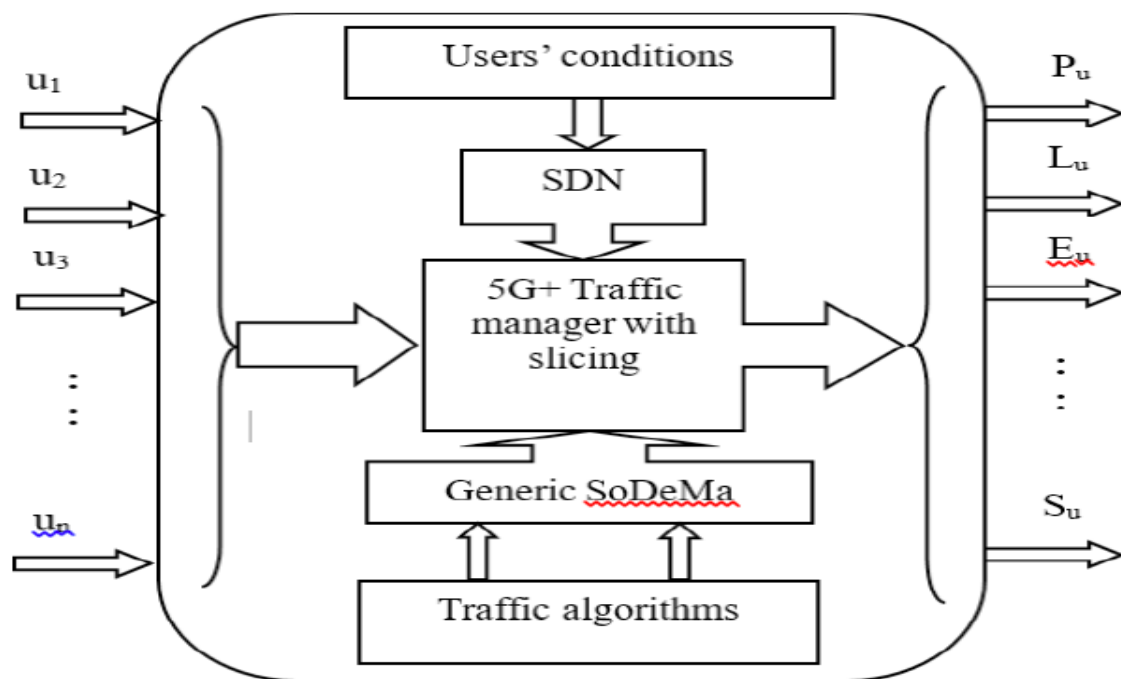 Users’ conditions
u₁
Pᵤ
u₂
SDN
Lᵤ
u₃
Eᵤ
5G+ Traffic
manager with
slicing
Generic SoDeMa
uₙ
Sᵤ
Traffic algorithms